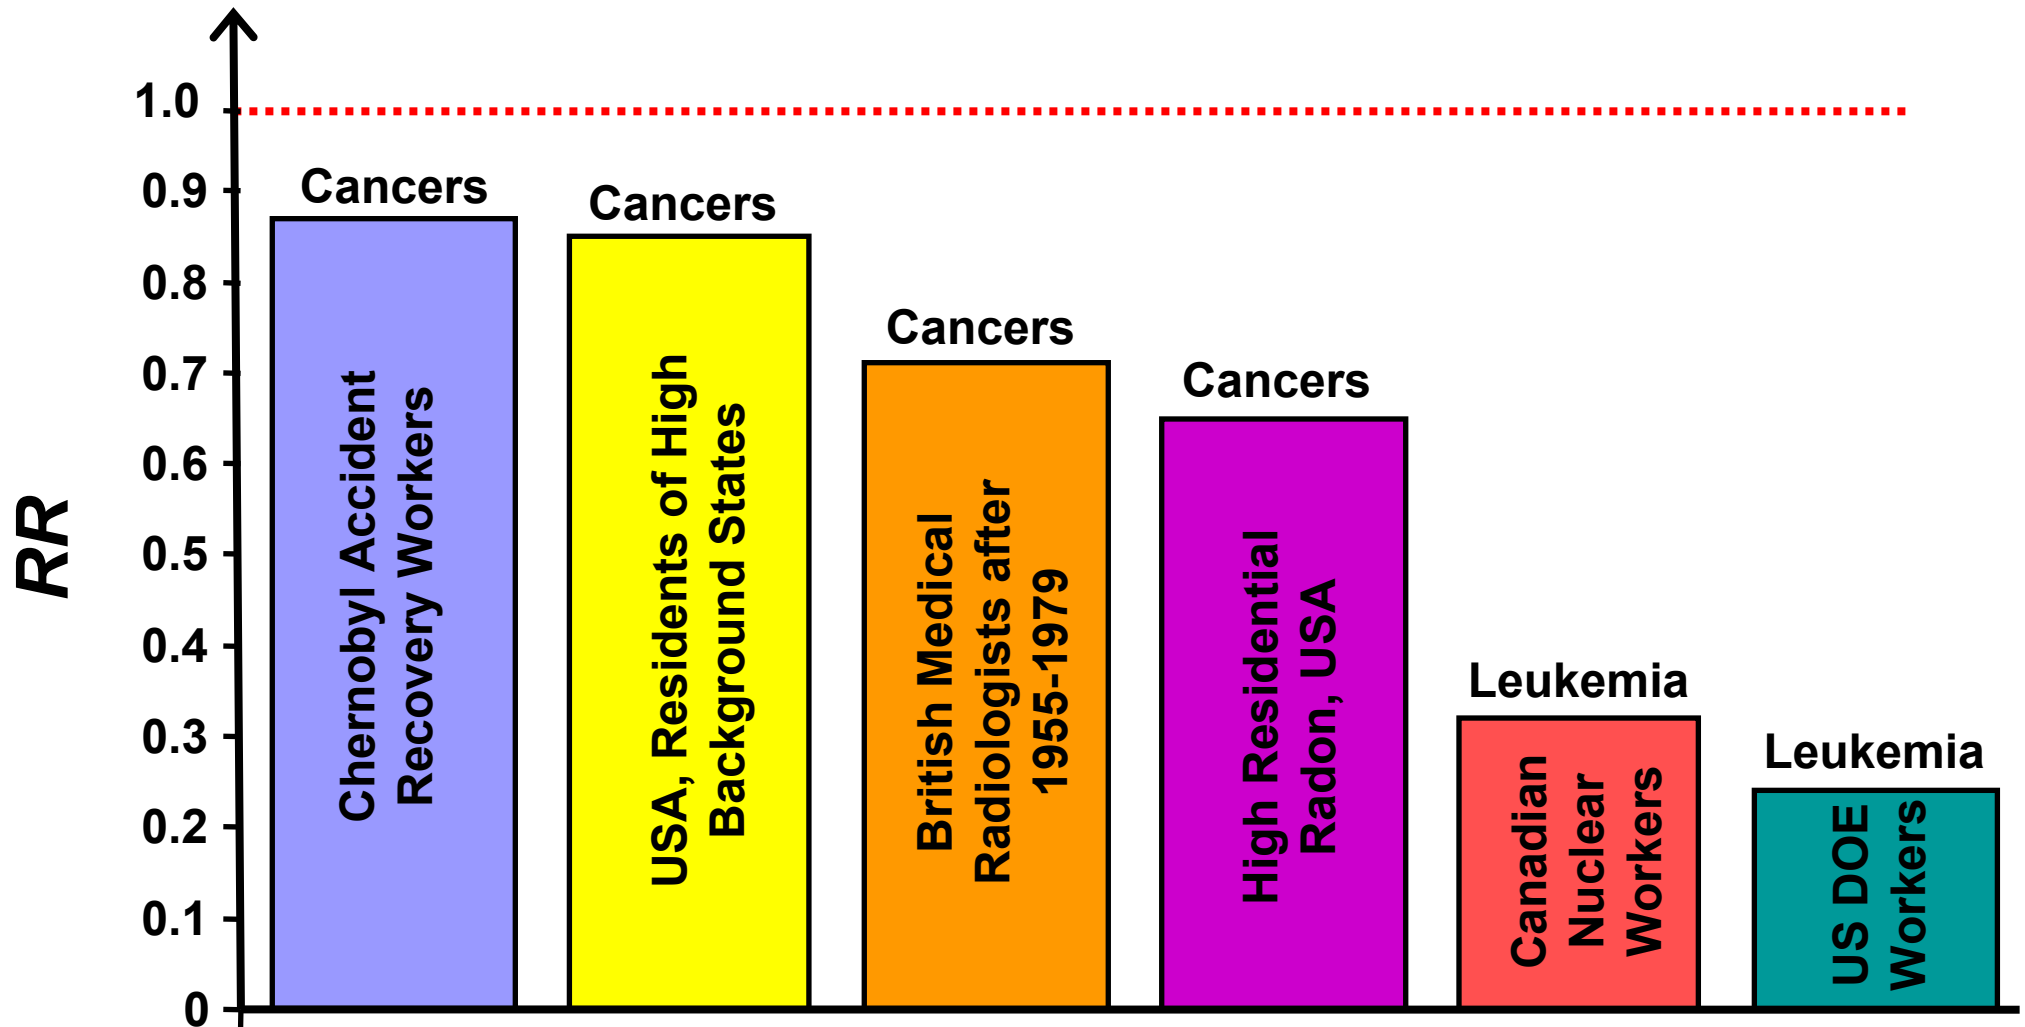 RR
1.0
0.9
0.8
0.7
0.6
0.5
0.4
0.3
0.2
0.1
0
Cancers
Chernobyl Accident
Recovery Workers
Cancers
USA, Residents of High
Background States
Cancers
British Medical
Radiologists after
1955-1979
Cancers
High Residential
Radon, USA
Leukemia
Canadian
Nuclear
Workers
Leukemia
US DOE
Workers